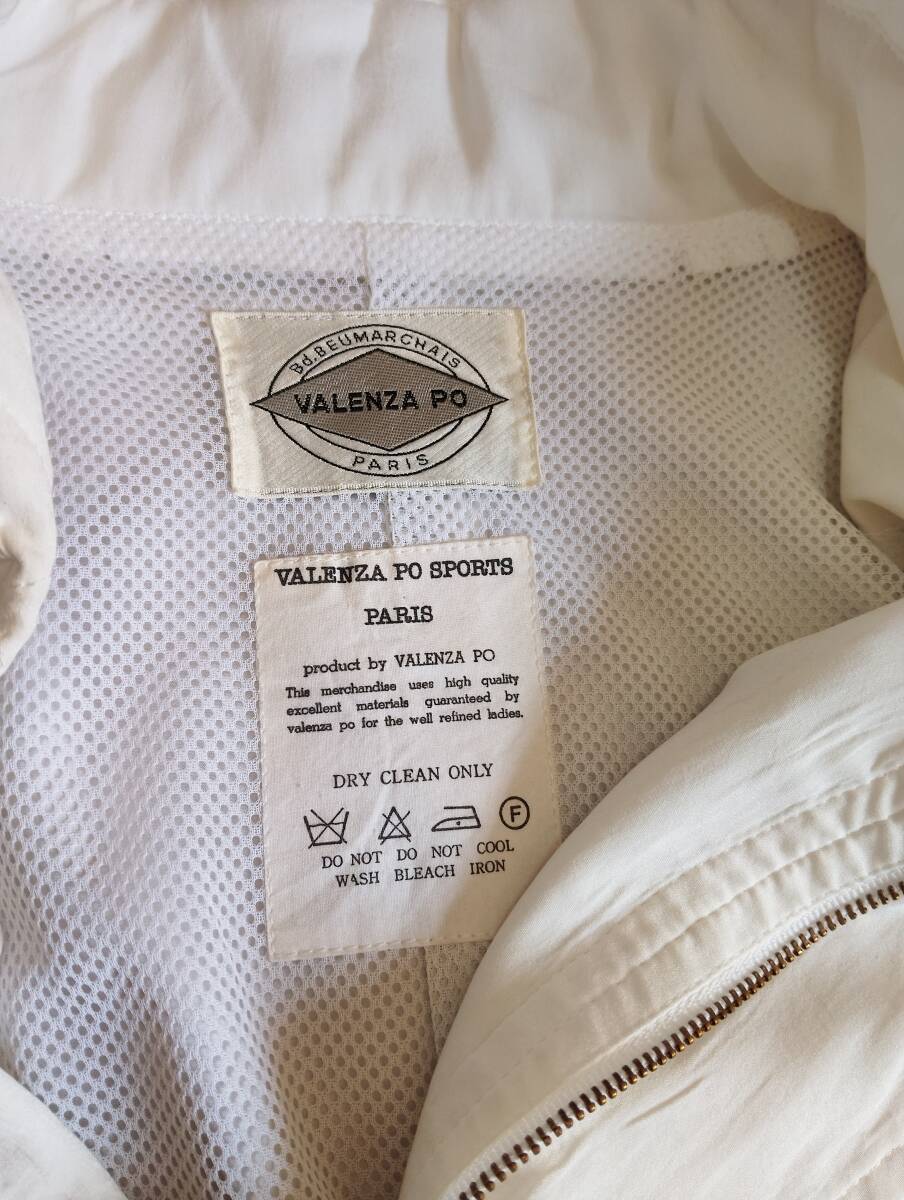 Bd.BEUMARCHAIS
VALENZA PO
PARIS
VALENZA PO SPORTS
PARIS
product by VALENZA PO
This merchandise uses high quality
excellent materials guaranteed by
valenza po for the well refined ladies.
DRY CLEAN ONLY
F
DO NOT DO NOT COOL
WASH BLEACH IRON